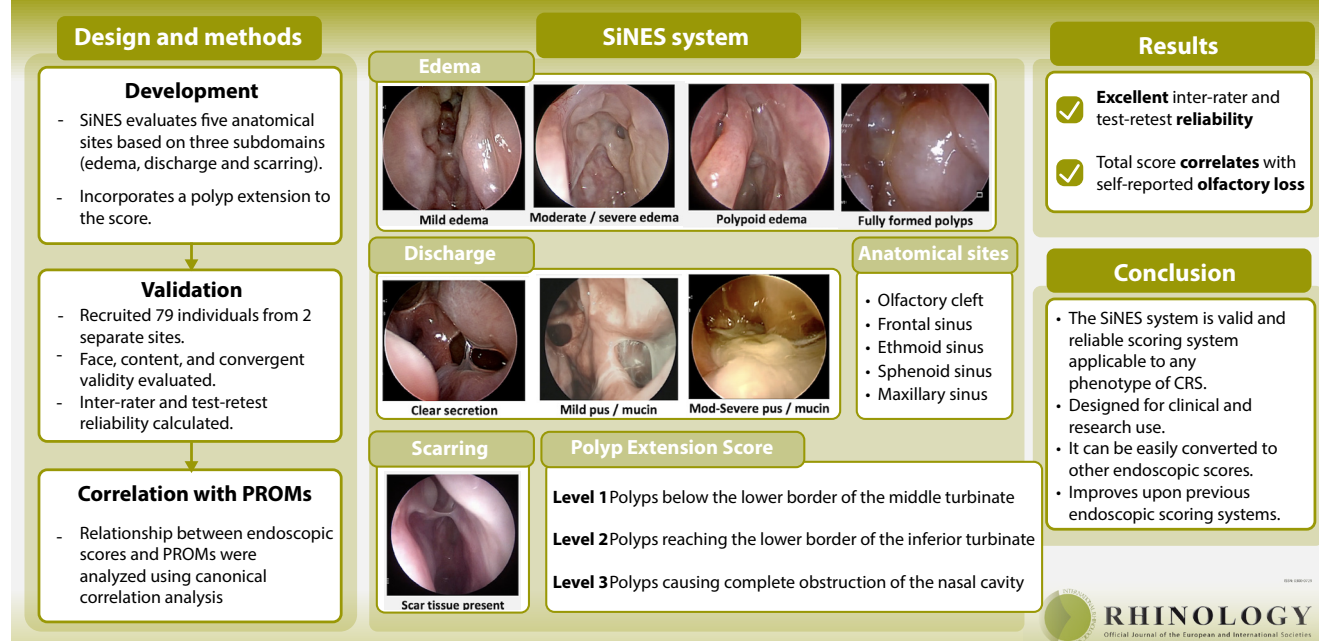 Design and methods
Development
- SiNES evaluates five anatomical
sites based on three subdomains
(edema, discharge and scarring).
- Incorporates a polyp extension to
the score.
Validation
- Recruited 79 individuals from 2
separate sites.
- Face, content, and convergent
validity evaluated.
- Inter-rater and test-retest
reliability calculated.
Correlation with PROMs
- Relationship between endoscopic
scores and PROMs were
analyzed using canonical
correlation analysis
SiNES system
Edema
Mild edema
Moderate / severe edema
Polypoid edema
Fully formed polyps
Discharge
Clear secretion
Mild pus / mucin
Mod-Severe pus / mucin
Anatomical sites
• Olfactory cleft
• Frontal sinus
• Ethmoid sinus
• Sphenoid sinus
• Maxillary sinus
Scarring
Scar tissue present
Polyp Extension Score
Level 1 Polyps below the lower border of the middle turbinate
Level 2 Polyps reaching the lower border of the inferior turbinate
Level 3 Polyps causing complete obstruction of the nasal cavity
Results
Excellent inter-rater and
test-retest reliability
Total score correlates with
self-reported olfactory loss
Conclusion
• The SiNES system is valid and
reliable scoring system
applicable to any
phenotype of CRS.
• Designed for clinical and
research use.
• It can be easily converted to
other endoscopic scores.
• Improves upon previous
endoscopic scoring systems.
RHINOLOGY
Official Journal of the European and International Societies